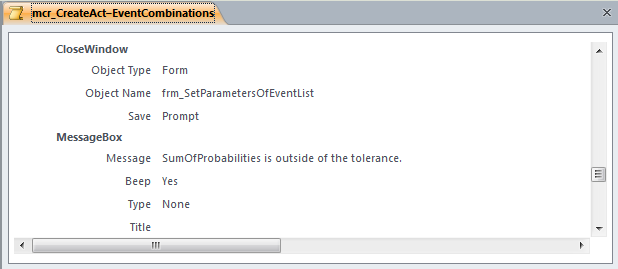 mcr_CreateAct–EventCombinations
CloseWindow
Object Type Form
Object Name frm_SetParametersOfEventList
Save Prompt
MessageBox
Message SumOfProbabilities is outside of the tolerance.
Beep Yes
Type None
Title